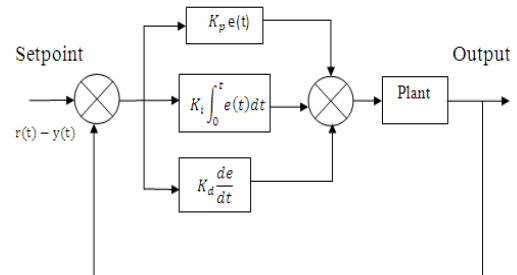 K_p e(t)
Setpoint
Output
K_i ∫_0^t e(t)dt
Plant
r(t) – y(t)
K_d de/dt